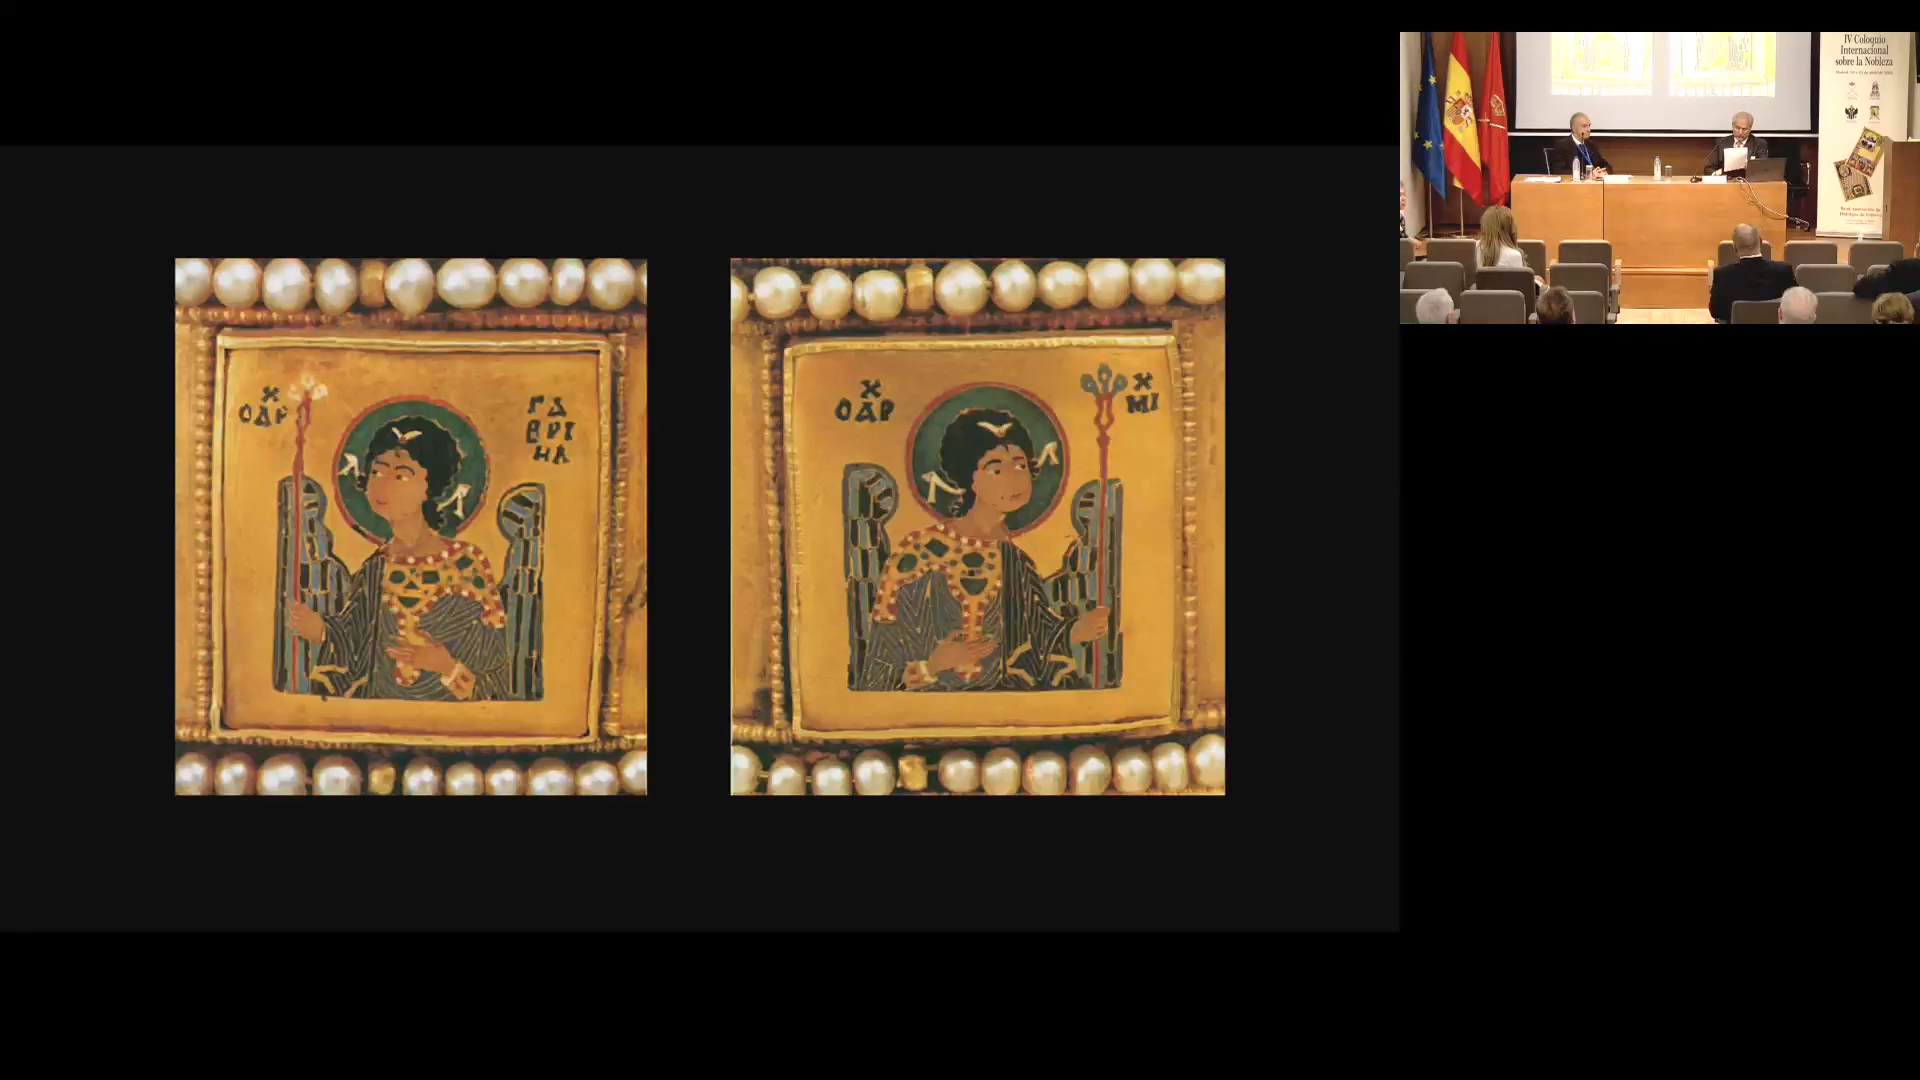 Χ
ΟΑΡ
ΓΑ
ΒΡΙ
ΗΛ
Χ
ΟΑΡ
Χ
ΜΙ
IV Coloquio
Internacional
sobre la Nobleza